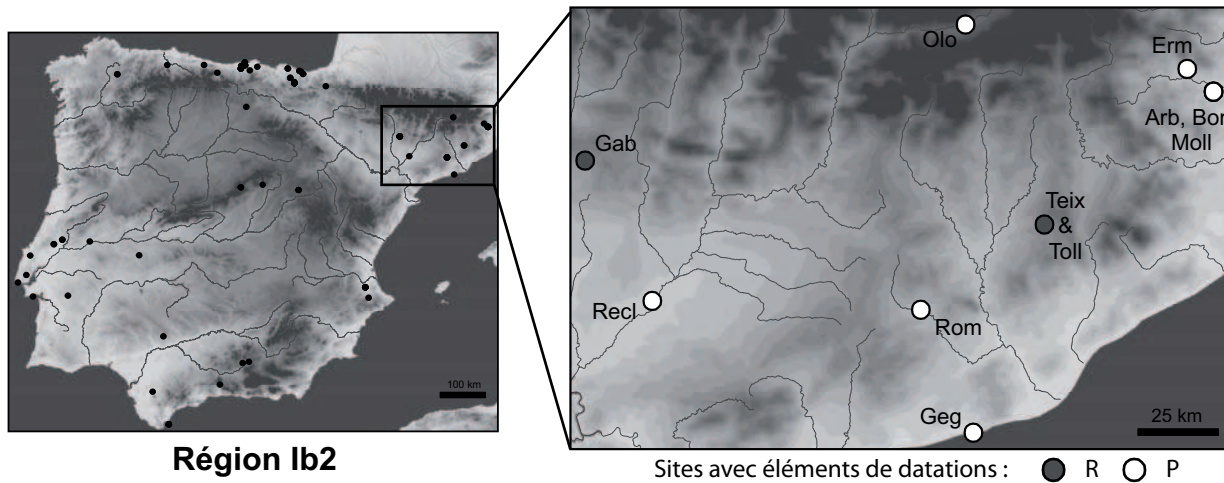 Olo
Erm
Arb, Bor
Moll
Gab
Teix
&
Toll
Recl
Rom
Geg
100 km
25 km
Région Ib2
Sites avec éléments de datations : R P